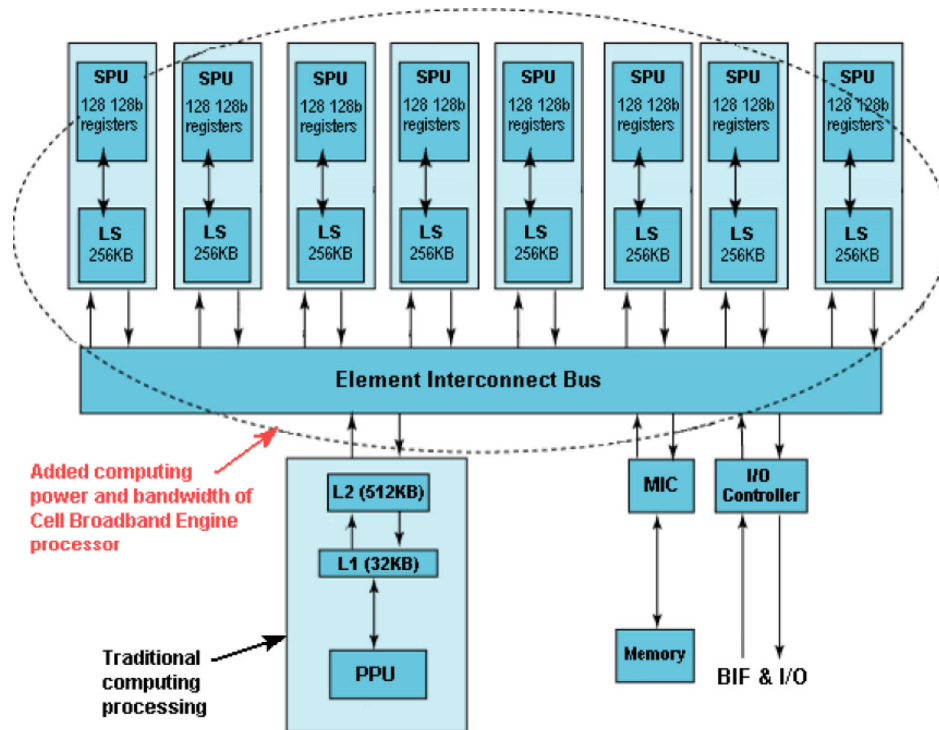 SPU
128 128b
registers
LS
256KB
SPU
128 128b
registers
LS
256KB
SPU
128 128b
registers
LS
256KB
SPU
128 128b
registers
LS
256KB
SPU
128 128b
registers
LS
256KB
SPU
128 128b
registers
LS
256KB
SPU
128 128b
registers
LS
256KB
SPU
128 128b
registers
LS
256KB
Element Interconnect Bus
Added computing
power and bandwidth of
Cell Broadband Engine
processor
L2 (512KB)
L1 (32KB)
PPU
Traditional
computing
processing
MIC
Memory
I/O
Controller
BIF & I/O